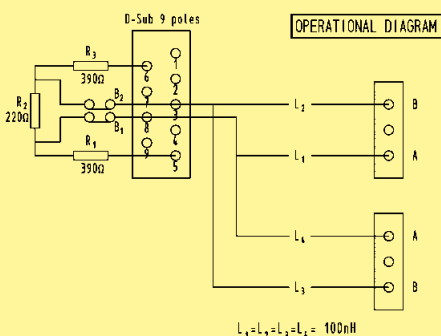 D-Sub 9 poles
OPERATIONAL DIAGRAM
R3
390Ω
1
6
2
R2
220Ω
B2
7
3
L2
B
B1
8
4
R1
390Ω
9
5
L1
A
L4
A
L3
B
L1=L2=L3=L4= 100nH